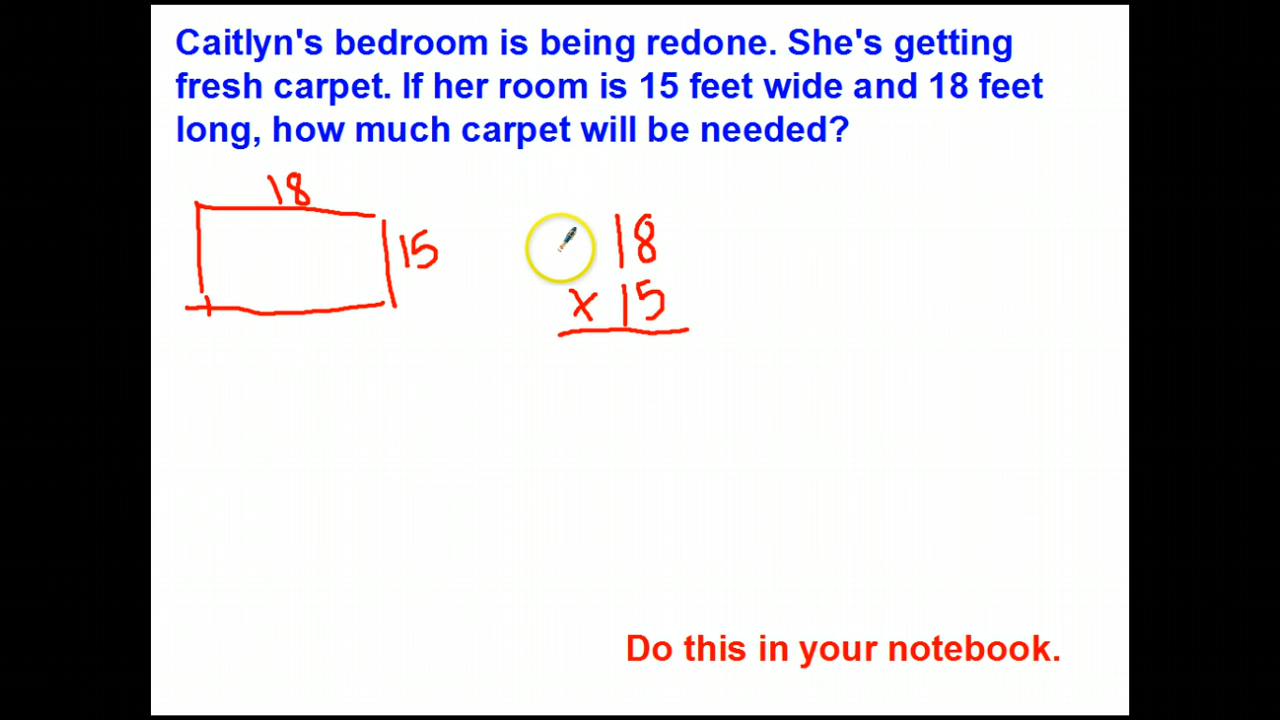 Caitlyn's bedroom is being redone. She's getting
fresh carpet. If her room is 15 feet wide and 18 feet
long, how much carpet will be needed?
18
15
18
x 15
Do this in your notebook.